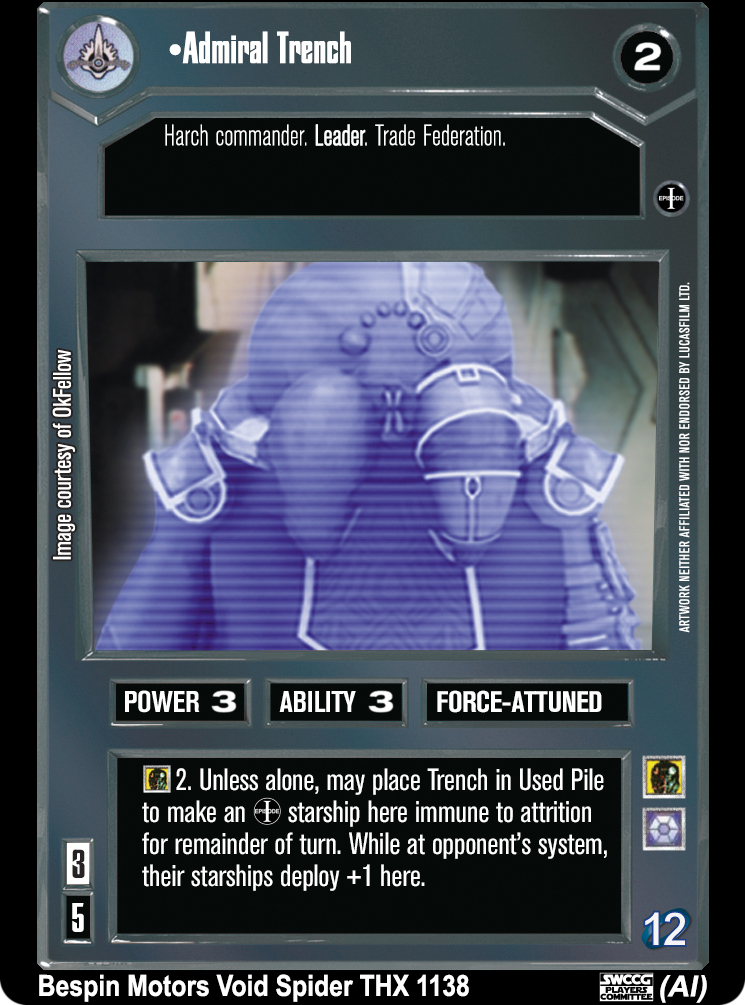 •Admiral Trench
2
Harch commander. Leader. Trade Federation.
EPISODE I
Image courtesy of OkFellow
ARTWORK NEITHER AFFILIATED WITH NOR ENDORSED BY LUCASFILM LTD.
POWER 3
ABILITY 3
FORCE-ATTUNED
2. Unless alone, may place Trench in Used Pile
to make an EPISODE I starship here immune to attrition
for remainder of turn. While at opponent's system,
their starships deploy +1 here.
3
5
12
Bespin Motors Void Spider THX 1138
SWCCG
PLAYERS
COMMITTEE
(AI)